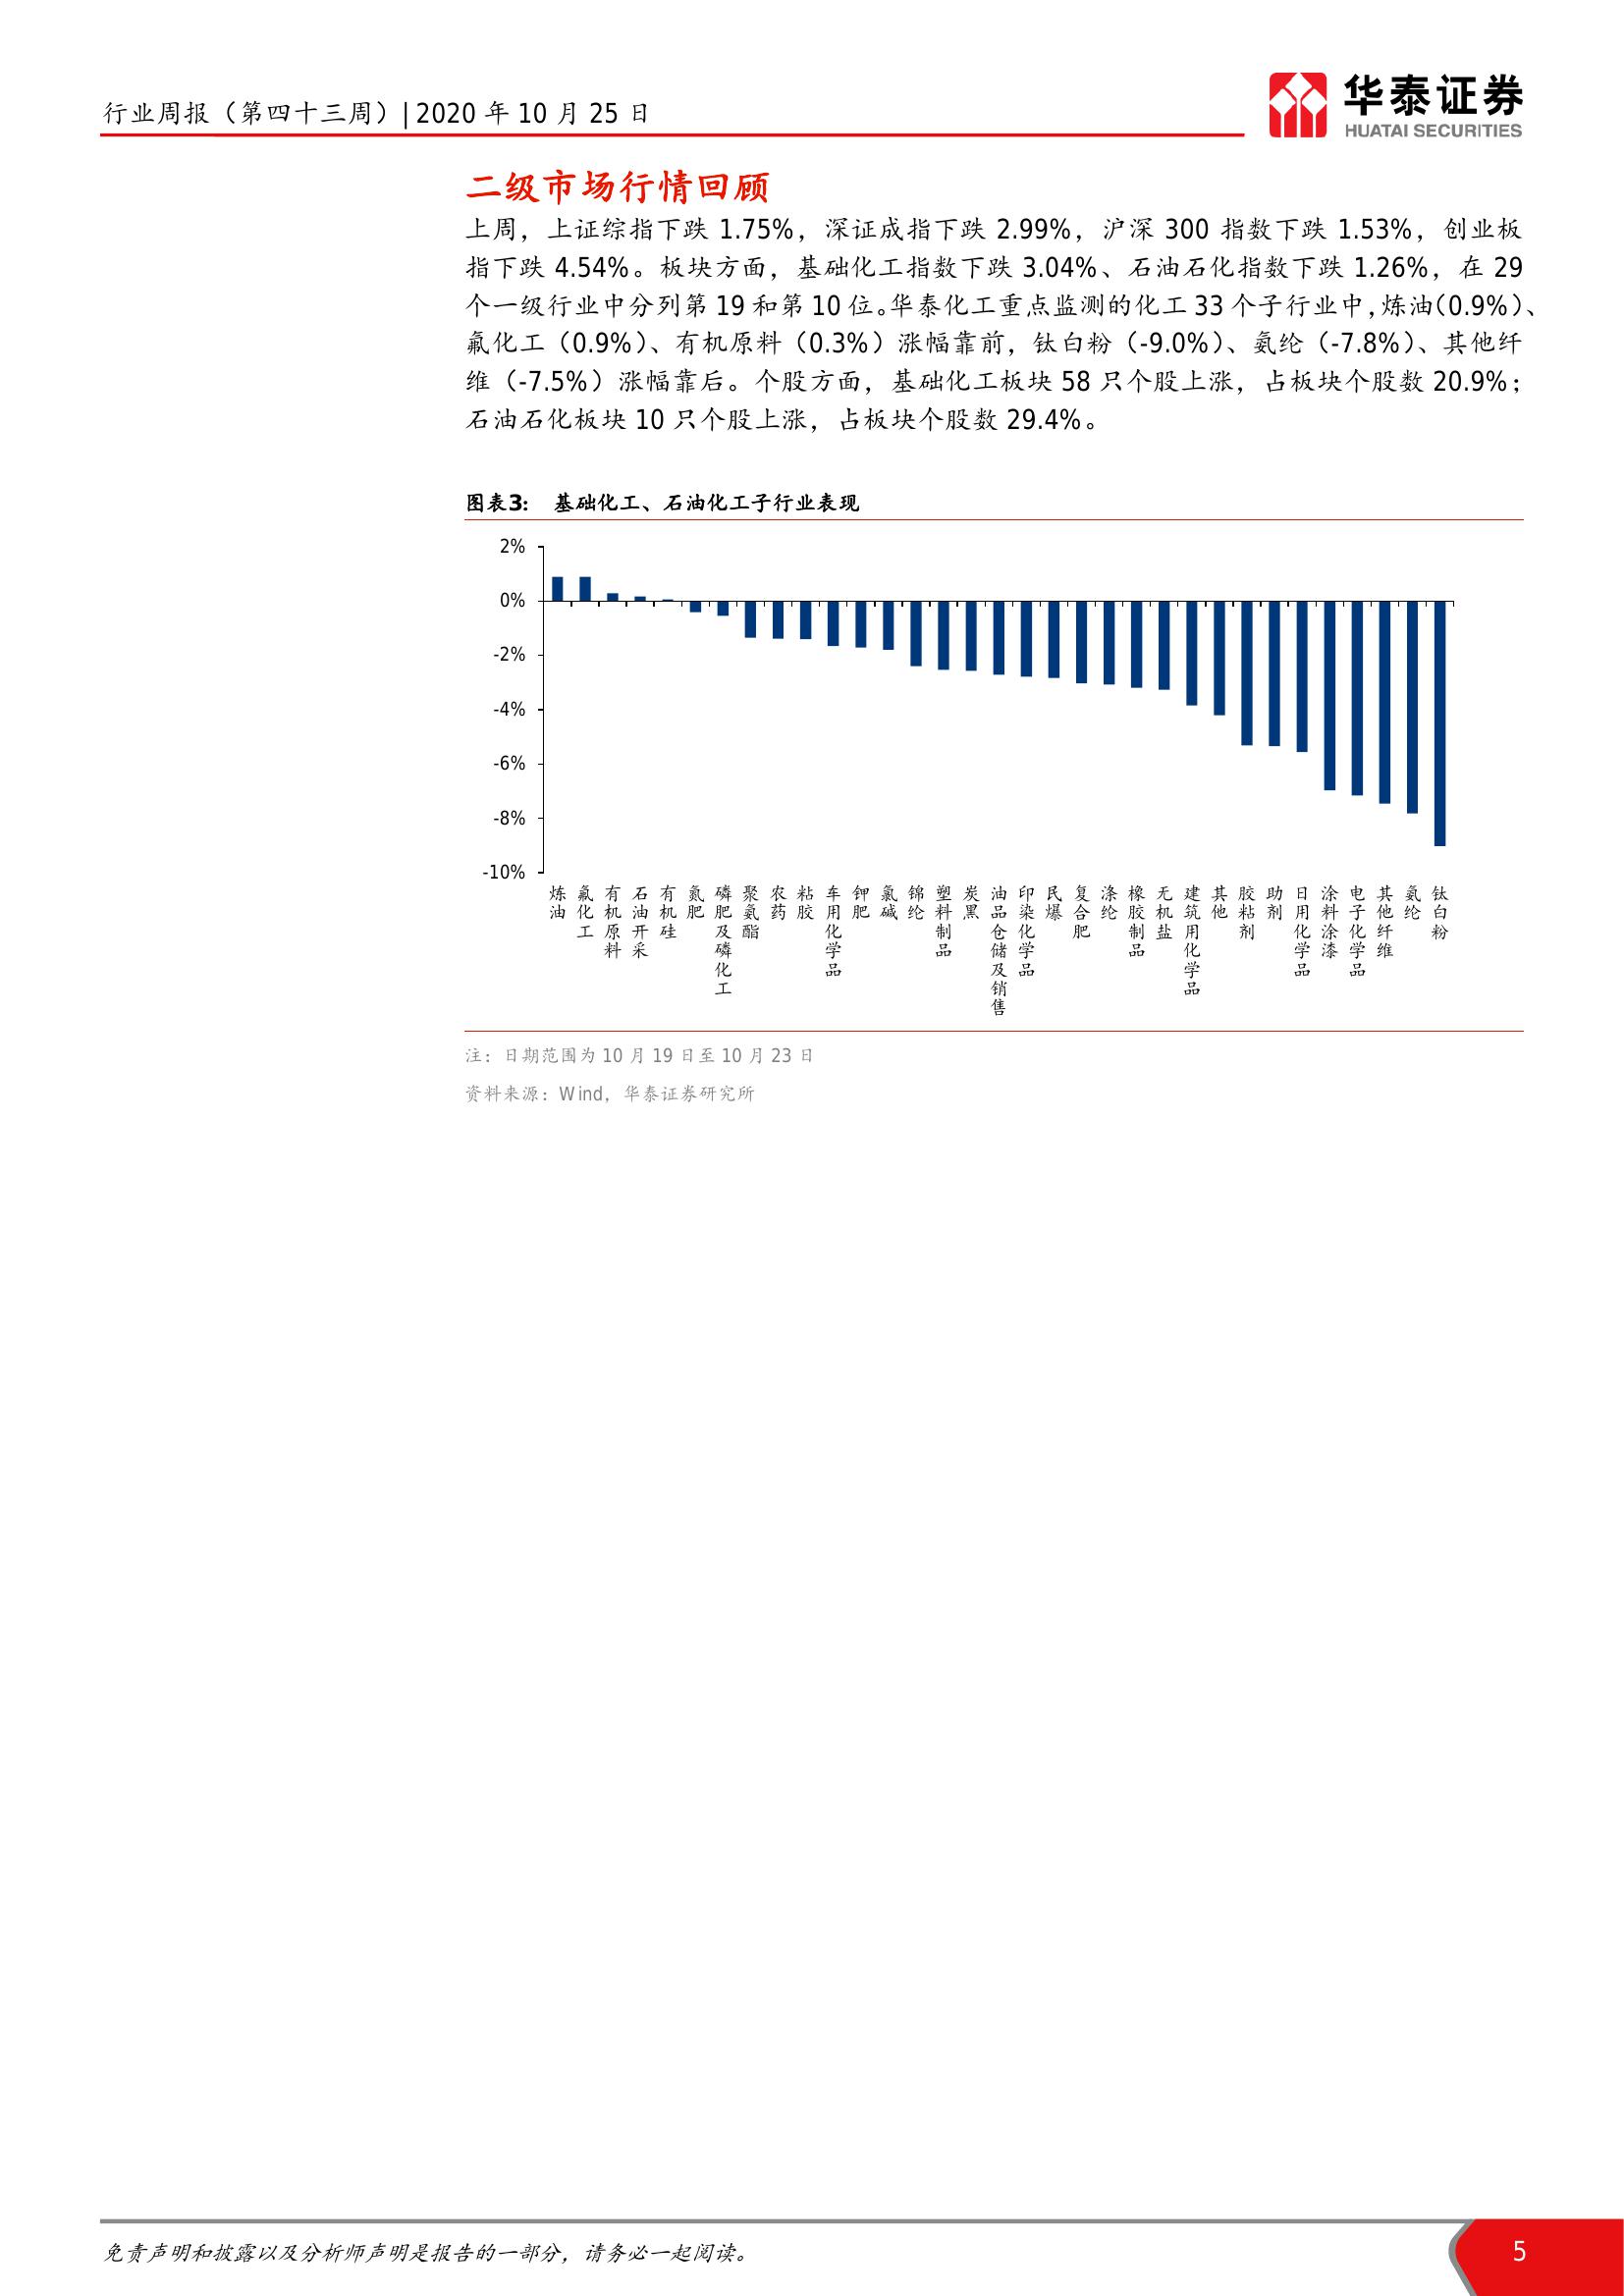 行业周报（第四十三周）| 2020 年 10 月 25 日
华泰证券
HUATAI SECURITIES
二级市场行情回顾
上周，上证综指下跌 1.75%，深证成指下跌 2.99%，沪深 300 指数下跌 1.53%，创业板
指下跌 4.54%。板块方面，基础化工指数下跌 3.04%、石油石化指数下跌 1.26%，在 29
个一级行业中分列第 19 和第 10 位。华泰化工重点监测的化工 33 个子行业中，炼油（0.9%）、
氟化工（0.9%）、有机原料（0.3%）涨幅靠前，钛白粉（-9.0%）、氨纶（-7.8%）、其他纤
维（-7.5%）涨幅靠后。个股方面，基础化工板块 58 只个股上涨，占板块个股数 20.9%；
石油石化板块 10 只个股上涨，占板块个股数 29.4%。
图表3： 基础化工、石油化工子行业表现
2%
0%
-2%
-4%
-6%
-8%
-10%
炼油
氟化工
有机原料
石油开采
有机硅
氮肥
磷肥及磷化工
聚氨酯
农药
粘胶
车用化学品
钾肥
氯碱
锦纶
塑料制品
炭黑
油品仓储及销售
印染化学品
民爆
复合肥
涤纶
橡胶制品
无机盐
建筑用化学品
其他
胶粘剂
助剂
日用化学品
涂料涂漆
电子化学品
其他纤维
氨纶
钛白粉
注：日期范围为 10 月 19 日至 10 月 23 日
资料来源：Wind，华泰证券研究所
免责声明和披露以及分析师声明是报告的一部分，请务必一起阅读。
5